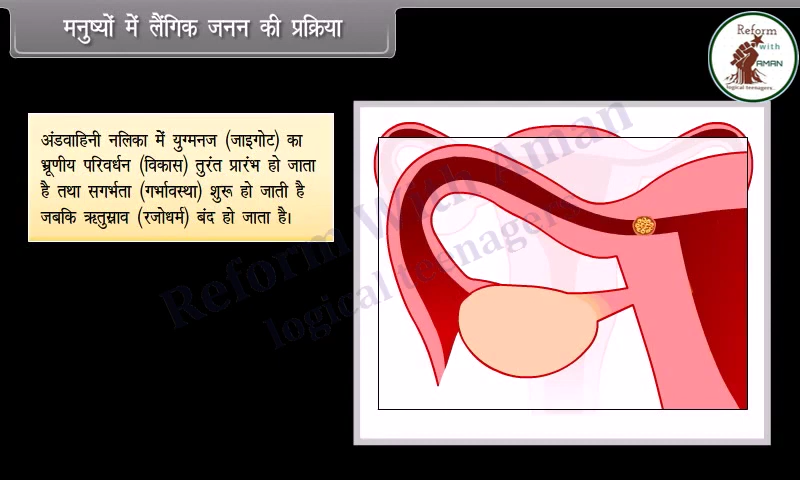 मनुष्यों में लैंगिक जनन की प्रक्रिया
Reform
with
AMAN
logical teenagers.
अंडवाहिनी नलिका में युग्मनज (जाइगोट) का
भ्रूणीय परिवर्धन (विकास) तुरंत प्रारंभ हो जाता
है तथा सगर्भता (गर्भावस्था) शुरू हो जाती है
जबकि ऋतुस्राव (रजोधर्म) बंद हो जाता है।
Reform With Aman
logical teenagers.